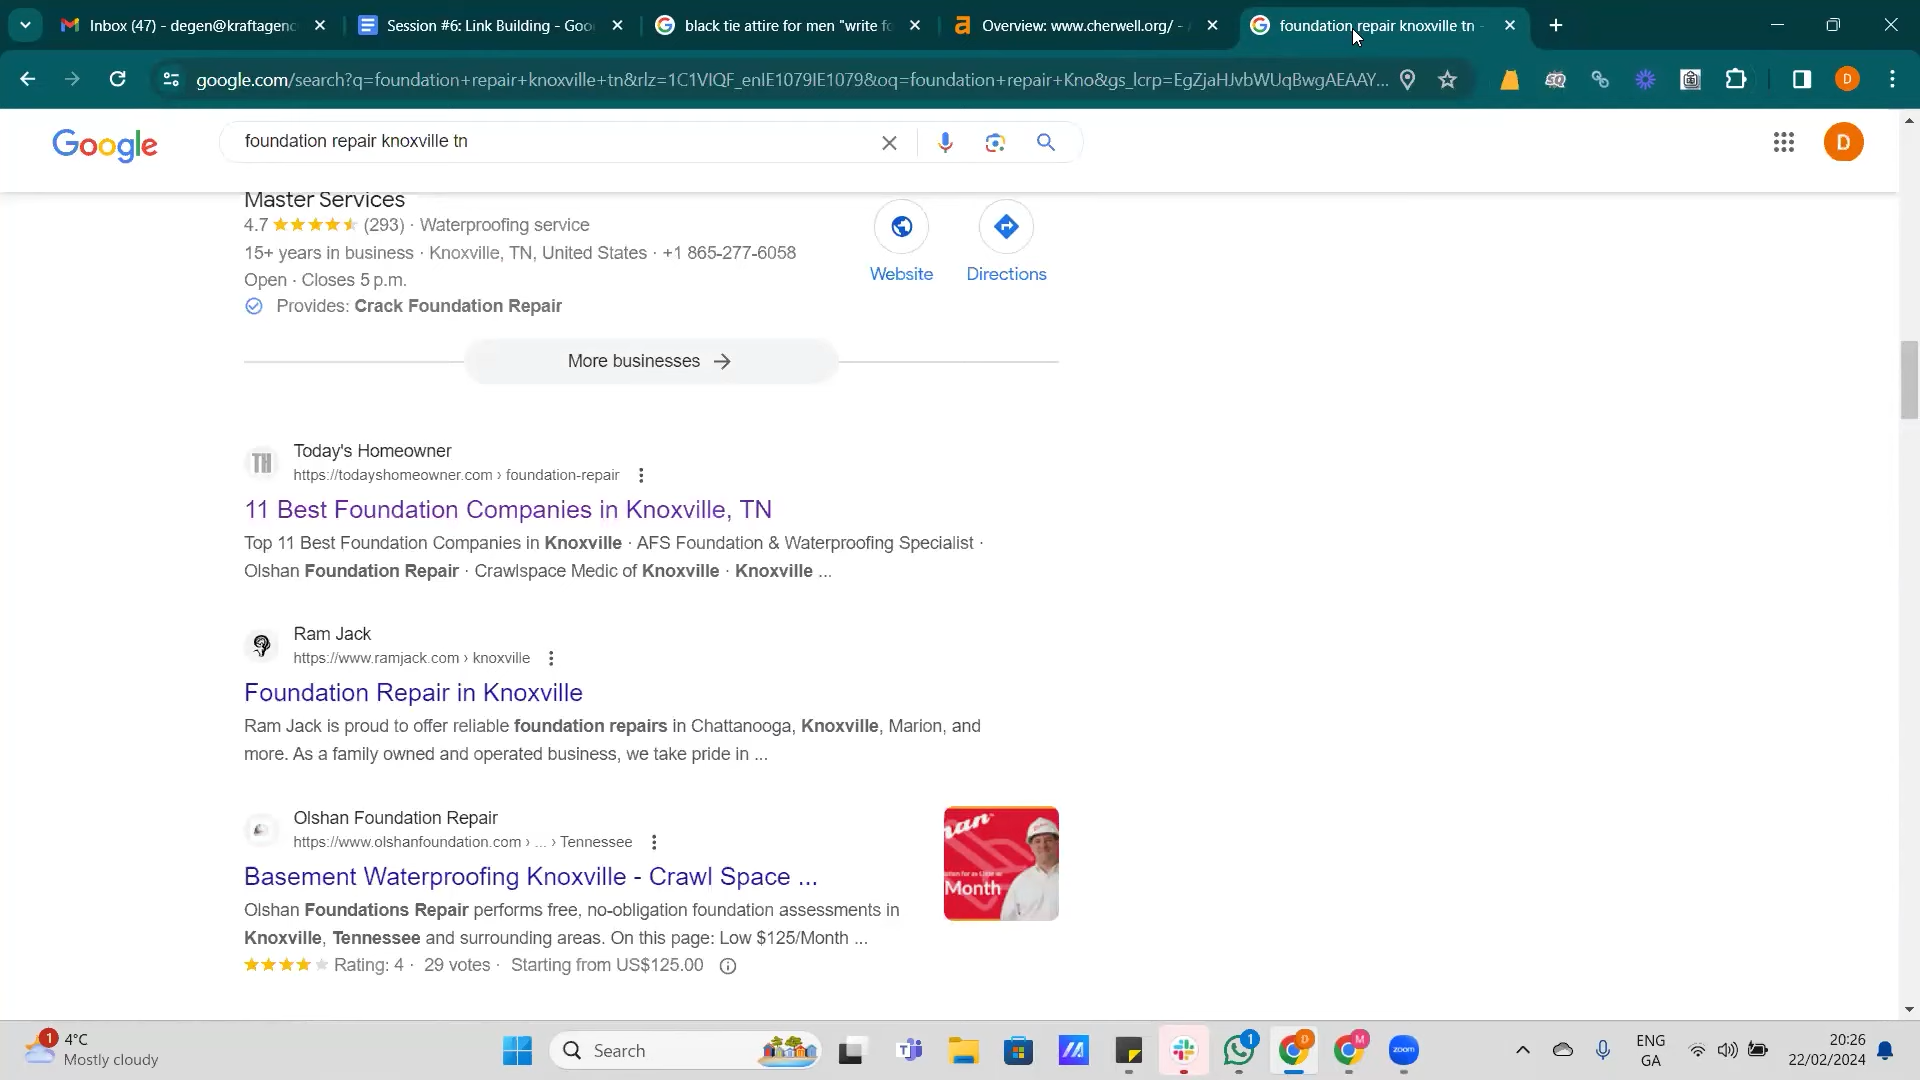 Inbox (47) - degen@kraftagenc
Session #6: Link Building - Goo
black tie attire for men "write fo
Overview: www.cherwell.org/ -
foundation repair knoxville tn -
google.com/search?q=foundation+repair+knoxville+tn&rlz=1C1VIQF_enIE1079IE1079&oq=foundation+repair+Kno&gs_lcrp=EgZjaHJvbWUqBwgAEAAY...
SQ
D
Google
foundation repair knoxville tn
D
Master Services
4.7 (293) · Waterproofing service
15+ years in business · Knoxville, TN, United States · +1 865-277-6058
Open · Closes 5 p.m.
Provides: Crack Foundation Repair
Website
Directions
More businesses
TH
Today's Homeowner
https://todayshomeowner.com › foundation-repair
11 Best Foundation Companies in Knoxville, TN
Top 11 Best Foundation Companies in Knoxville · AFS Foundation & Waterproofing Specialist ·
Olshan Foundation Repair · Crawlspace Medic of Knoxville · Knoxville ...
Ram Jack
https://www.ramjack.com › knoxville
Foundation Repair in Knoxville
Ram Jack is proud to offer reliable foundation repairs in Chattanooga, Knoxville, Marion, and
more. As a family owned and operated business, we take pride in ...
Olshan Foundation Repair
https://www.olshanfoundation.com › ... › Tennessee
Basement Waterproofing Knoxville - Crawl Space ...
Olshan Foundations Repair performs free, no-obligation foundation assessments in
Knoxville, Tennessee and surrounding areas. On this page: Low $125/Month ...
Rating: 4 · 29 votes · Starting from US$125.00
Month
1
4°C
Mostly cloudy
Search
1
D
M
zoom
ENG
GA
20:26
22/02/2024